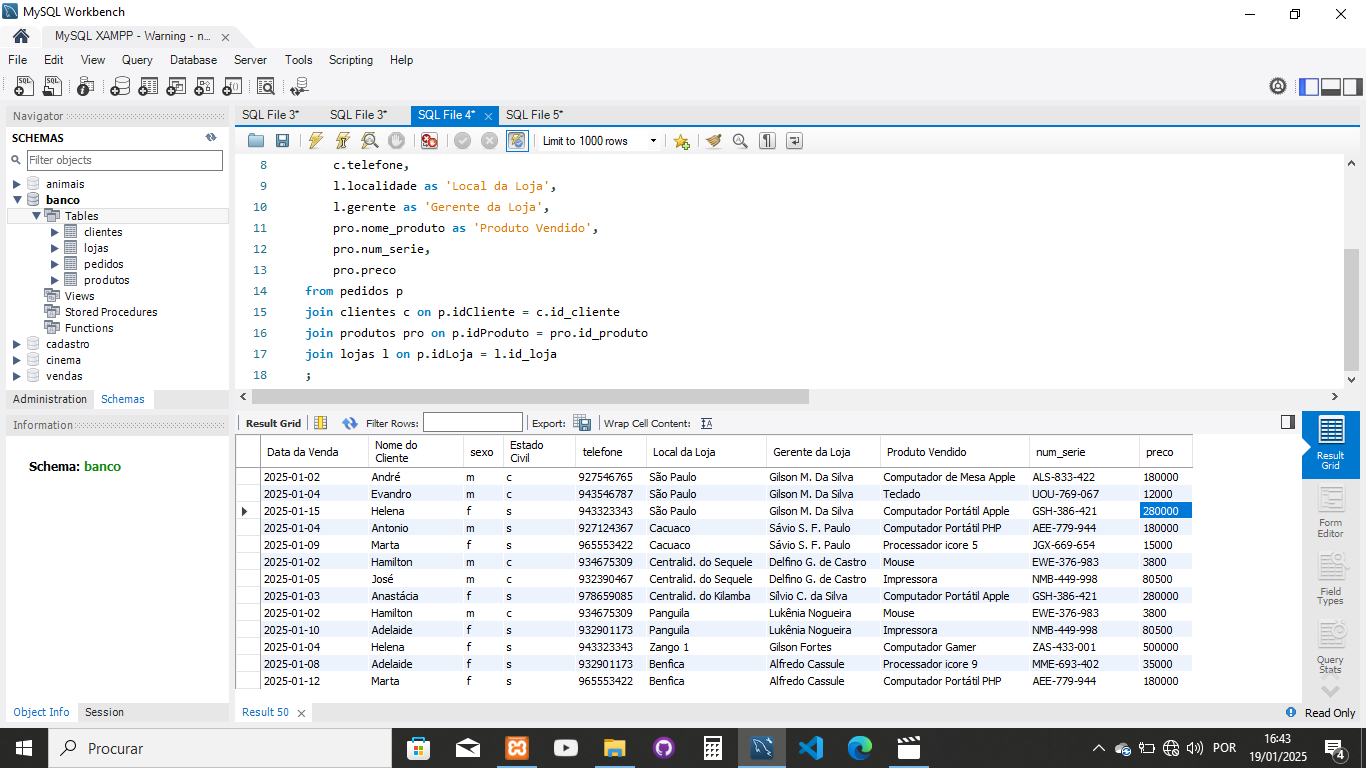 MySQL Workbench
MySQL XAMPP - Warning - n...
File Edit View Query Database Server Tools Scripting Help
Navigator
SCHEMAS
Filter objects
animais
banco
Tables
clientes
lojas
pedidos
produtos
Views
Stored Procedures
Functions
cadastro
cinema
vendas
Administration Schemas
Information
Schema: banco
Object Info Session
SQL File 3* SQL File 3* SQL File 4* SQL File 5*
Limit to 1000 rows
8 c.telefone,
9 l.localidade as 'Local da Loja',
10 l.gerente as 'Gerente da Loja',
11 pro.nome_produto as 'Produto Vendido',
12 pro.num_serie,
13 pro.preco
14 from pedidos p
15 join clientes c on p.idCliente = c.id_cliente
16 join produtos pro on p.idProduto = pro.id_produto
17 join lojas l on p.idLoja = l.id_loja
18 ;
Result Grid Filter Rows: Export: Wrap Cell Content:
Data da Venda Nome do Cliente sexo Estado Civil telefone Local da Loja Gerente da Loja Produto Vendido num_serie preco
2025-01-02 André m c 927546765 São Paulo Gilson M. Da Silva Computador de Mesa Apple ALS-833-422 180000
2025-01-04 Evandro m c 943546787 São Paulo Gilson M. Da Silva Teclado UOU-769-067 12000
2025-01-15 Helena f s 943323343 São Paulo Gilson M. Da Silva Computador Portátil Apple GSH-386-421 280000
2025-01-04 Antonio m s 927124367 Cacuaco Sávio S. F. Paulo Computador Portátil PHP AEE-779-944 180000
2025-01-09 Marta f s 965553422 Cacuaco Sávio S. F. Paulo Processador icore 5 JGX-669-654 15000
2025-01-02 Hamilton m c 934675309 Centralid. do Sequele Delfino G. de Castro Mouse EWE-376-983 3800
2025-01-05 José m c 932390467 Centralid. do Sequele Delfino G. de Castro Impressora NMB-449-998 80500
2025-01-03 Anastácia f s 978659085 Centralid. do Kilamba Sílvio C. da Silva Computador Portátil Apple GSH-386-421 280000
2025-01-02 Hamilton m c 934675309 Panguila Lukênia Nogueira Mouse EWE-376-983 3800
2025-01-10 Adelaide f s 932901173 Panguila Lukênia Nogueira Impressora NMB-449-998 80500
2025-01-04 Helena f s 943323343 Zango 1 Gilson Fortes Computador Gamer ZAS-433-001 500000
2025-01-08 Adelaide f s 932901173 Benfica Alfredo Cassule Processador icore 9 MME-693-402 35000
2025-01-12 Marta f s 965553422 Benfica Alfredo Cassule Computador Portátil PHP AEE-779-944 180000
Result Grid
Form Editor
Field Types
Query Stats
Result 50
Read Only
Procurar
POR
16:43
19/01/2025
4